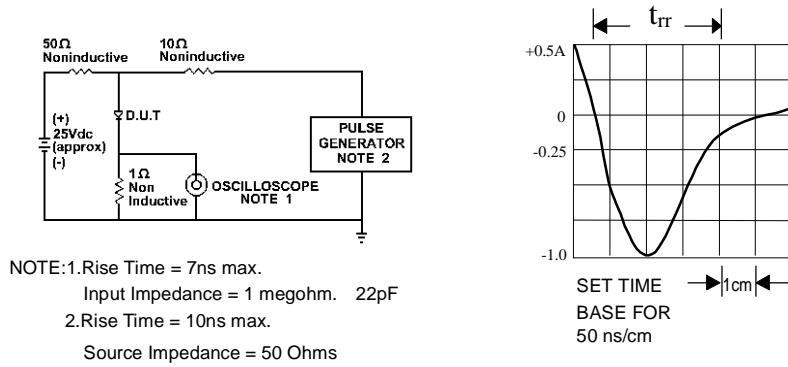 50Ω
Noninductive
10Ω
Noninductive
(+)
25Vdc
(approx)
(-)
D.U.T
1Ω
Non
Inductive
OSCILLOSCOPE
NOTE 1
PULSE
GENERATOR
NOTE 2
NOTE:1.Rise Time = 7ns max.
Input Impedance = 1 megohm. 22pF
2.Rise Time = 10ns max.
Source Impedance = 50 Ohms
trr
+0.5A
0
-0.25
-1.0
SET TIME
BASE FOR
50 ns/cm
1cm